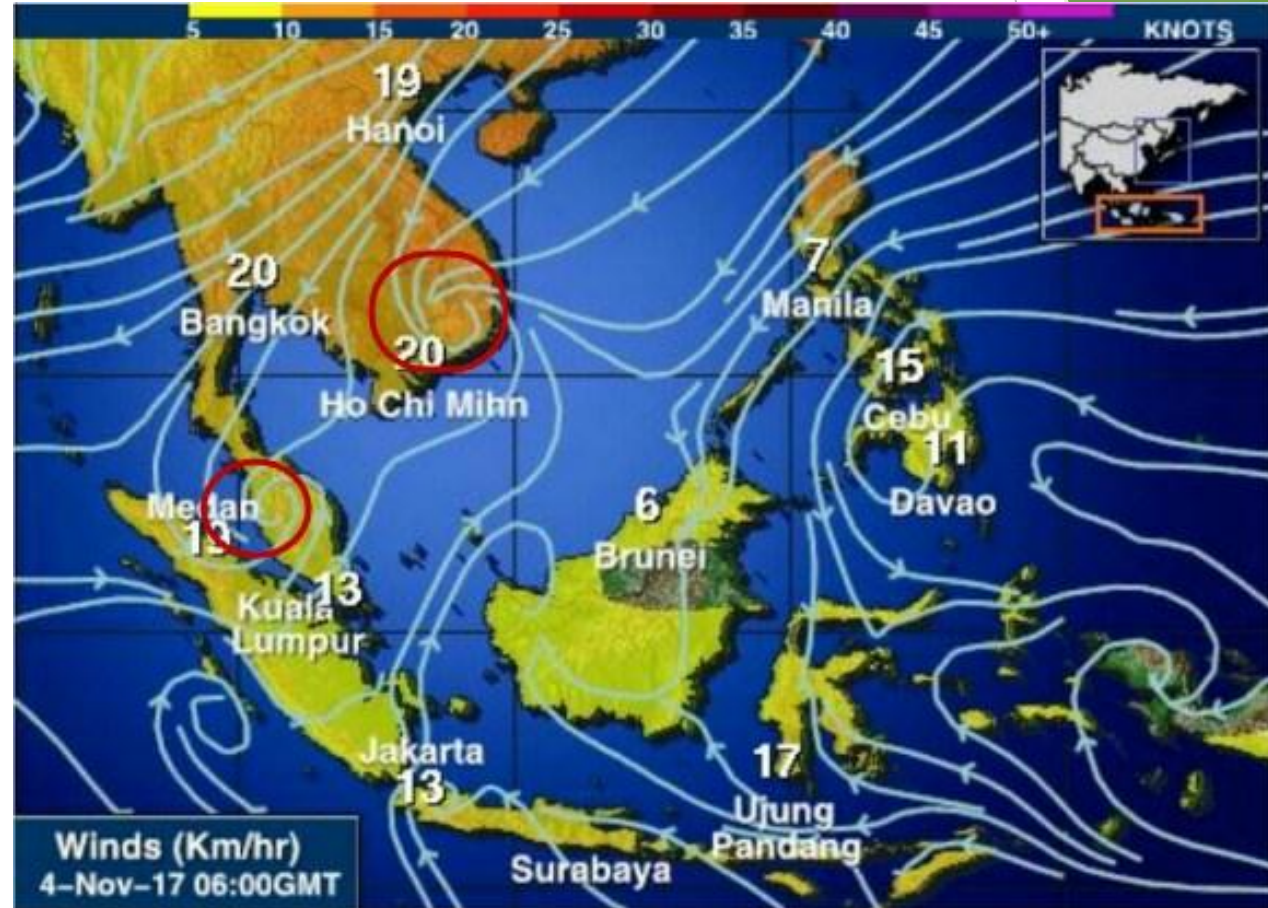 5 10 15 20 25 30 35 40 45 50+ KNOTS
19
Hanoi
20
Bangkok
20
Ho Chi Mihn
7
Manila
15
Cebu
11
Davao
Medan
19
13
Kuala
Lumpur
6
Brunei
Jakarta
13
17
Ujung
Pandang
Surabaya
Winds (Km/hr)
4-Nov-17 06:00GMT